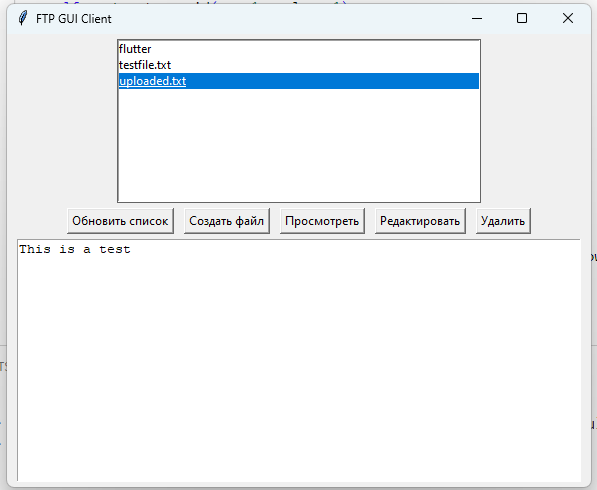 FTP GUI Client
flutter
testfile.txt
uploaded.txt
Обновить список Создать файл Просмотреть Редактировать Удалить
This is a test